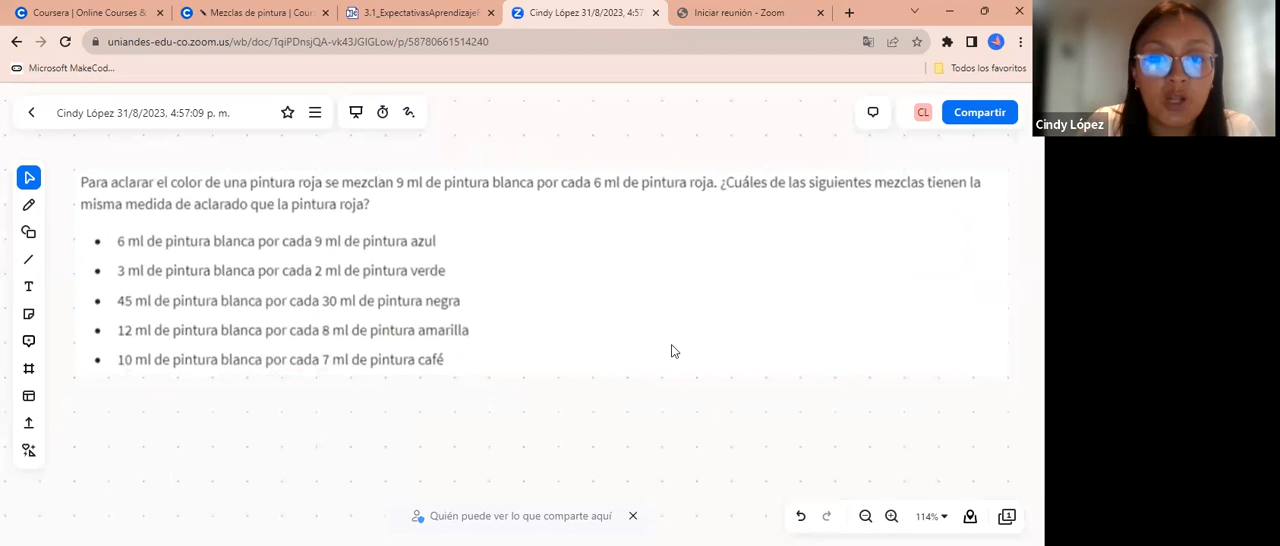 Coursera | Online Courses &
Mezclas de pintura | Cour
3.1_ExpectativasAprendizaje
Cindy López 31/8/2023, 4:57
Iniciar reunión - Zoom
uniandes-edu-co.zoom.us/wb/doc/TqiPDnsjQA-vk43JGIGLow/p/58780661514240
Microsoft MakeCod...
Todos los favoritos
Cindy López
Cindy López 31/8/2023, 4:57:09 p. m.
CL
Compartir
Para aclarar el color de una pintura roja se mezclan 9 ml de pintura blanca por cada 6 ml de pintura roja. ¿Cuáles de las siguientes mezclas tienen la
misma medida de aclarado que la pintura roja?
• 6 ml de pintura blanca por cada 9 ml de pintura azul
• 3 ml de pintura blanca por cada 2 ml de pintura verde
• 45 ml de pintura blanca por cada 30 ml de pintura negra
• 12 ml de pintura blanca por cada 8 ml de pintura amarilla
• 10 ml de pintura blanca por cada 7 ml de pintura café
Quién puede ver lo que comparte aquí
114%
1